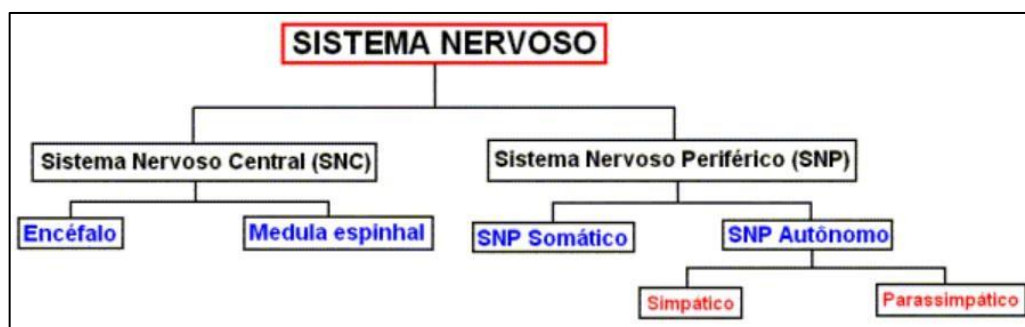 SISTEMA NERVOSO
Sistema Nervoso Central (SNC)
Sistema Nervoso Periférico (SNP)
Encéfalo
Medula espinhal
SNP Somático
SNP Autônomo
Simpático
Parassimpático